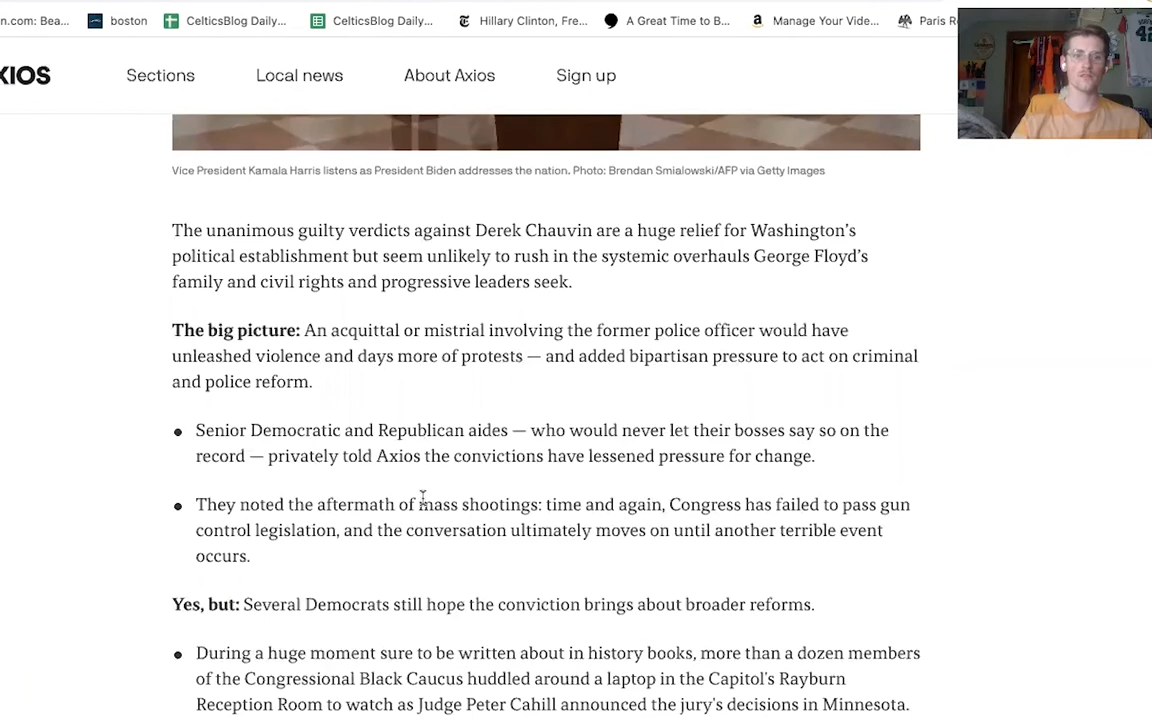 n.com: Bea... boston CelticsBlog Daily... CelticsBlog Daily... Hillary Clinton, Fre... A Great Time to B... Manage Your Vide... Paris R
XIOS Sections Local news About Axios Sign up
Vice President Kamala Harris listens as President Biden addresses the nation. Photo: Brendan Smialowski/AFP via Getty Images
The unanimous guilty verdicts against Derek Chauvin are a huge relief for Washington’s
political establishment but seem unlikely to rush in the systemic overhauls George Floyd’s
family and civil rights and progressive leaders seek.
The big picture: An acquittal or mistrial involving the former police officer would have
unleashed violence and days more of protests — and added bipartisan pressure to act on criminal
and police reform.
• Senior Democratic and Republican aides — who would never let their bosses say so on the
record — privately told Axios the convictions have lessened pressure for change.
• They noted the aftermath of mass shootings: time and again, Congress has failed to pass gun
control legislation, and the conversation ultimately moves on until another terrible event
occurs.
Yes, but: Several Democrats still hope the conviction brings about broader reforms.
• During a huge moment sure to be written about in history books, more than a dozen members
of the Congressional Black Caucus huddled around a laptop in the Capitol's Rayburn
Reception Room to watch as Judge Peter Cahill announced the jury's decisions in Minnesota.